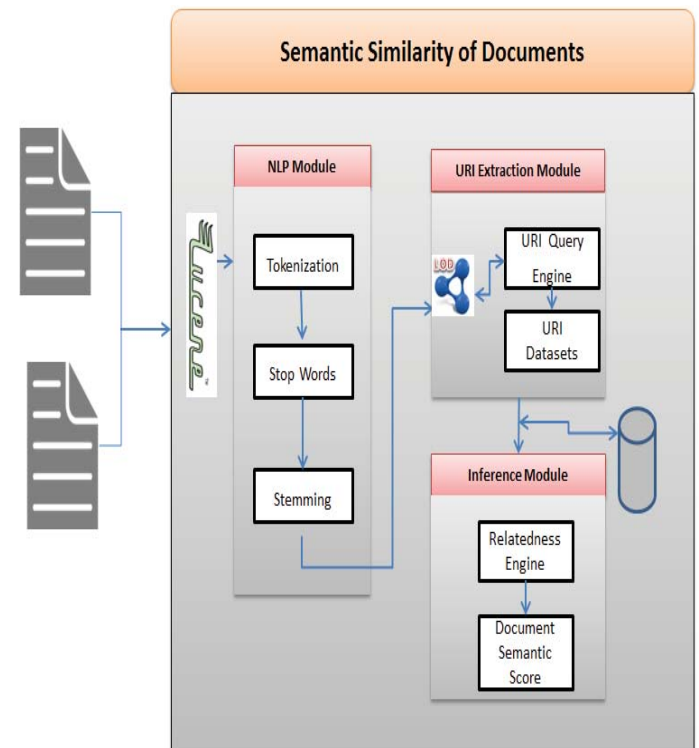 Semantic Similarity of Documents
Lucene™
NLP Module
Tokenization
Stop Words
Stemming
URI Extraction Module
LOD
URI Query
Engine
URI
Datasets
Inference Module
Relatedness
Engine
Document
Semantic
Score